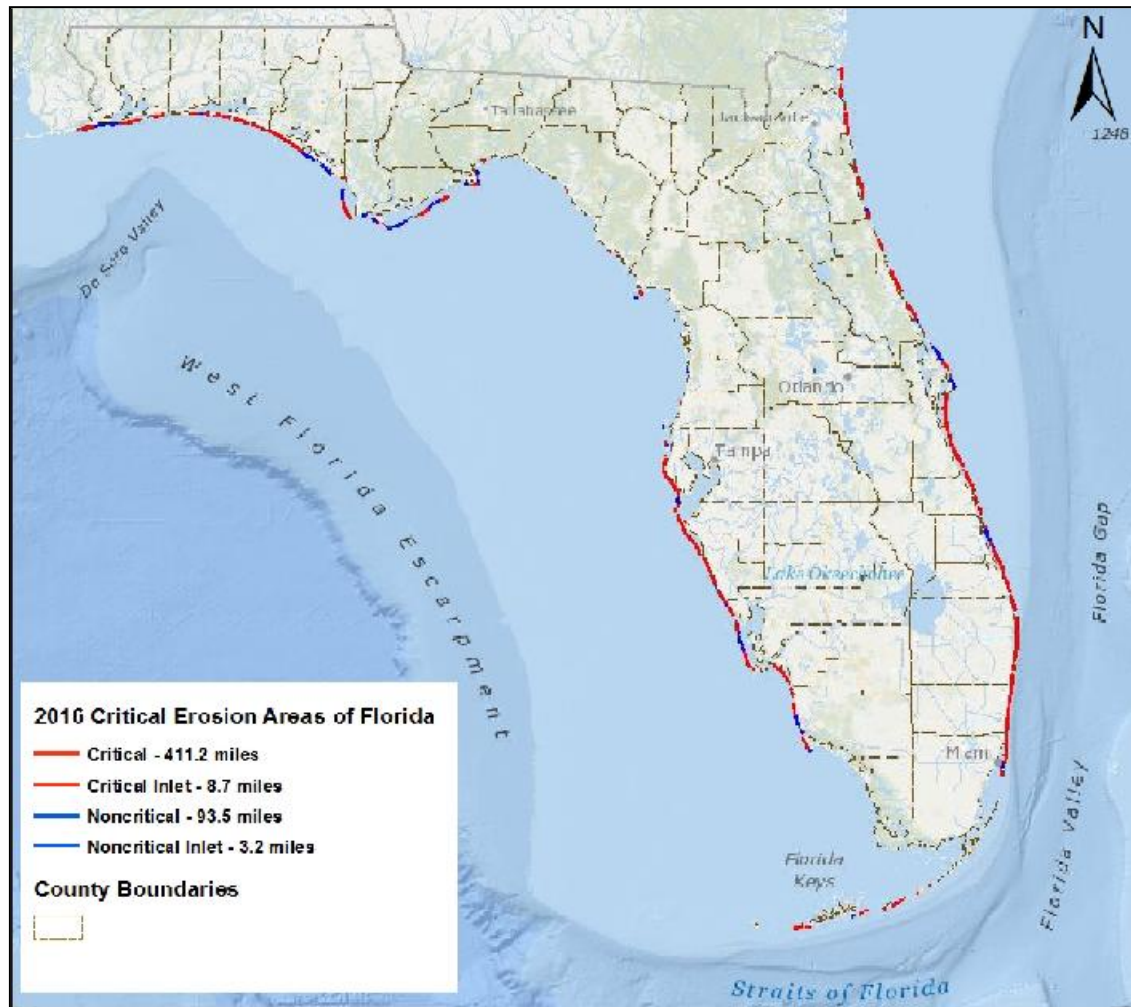 N
1248
Tallahassee
Jacksonville
De Soto Valley
West Florida Escarpment
Orlando
Tampa
Florida Gap
Lake Okeechobee
2016 Critical Erosion Areas of Florida
Critical - 411.2 miles
Critical Inlet - 8.7 miles
Noncritical - 93.5 miles
Noncritical Inlet - 3.2 miles
County Boundaries
Miami
Florida Valley
Florida
Keys
Straits of Florida